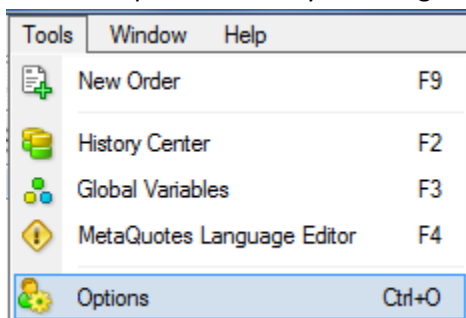 Tools Window Help
New Order F9
History Center F2
Global Variables F3
MetaQuotes Language Editor F4
Options Ctrl+O